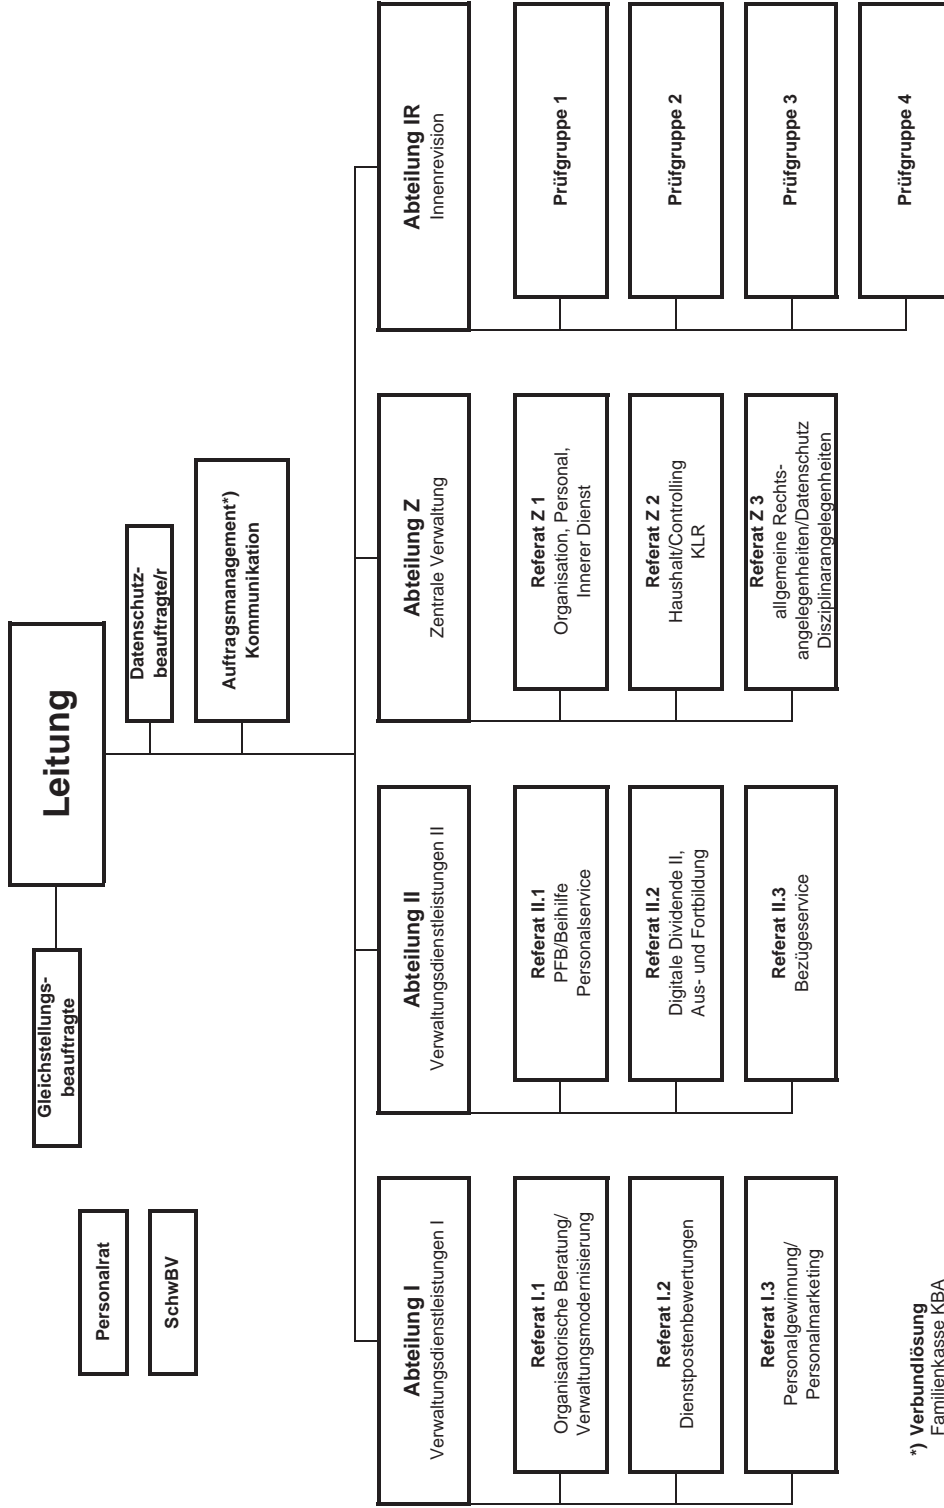 Leitung
Gleichstellungs-
beauftragte
Datenschutz-
beauftragte/r
Personalrat
SchwBV
Auftragsmanagement*)
Kommunikation
Abteilung I
Verwaltungsdienstleistungen I
Referat I.1
Organisatorische Beratung/
Verwaltungsmodernisierung
Referat I.2
Dienstpostenbewertungen
Referat I.3
Personalgewinnung/
Personalmarketing
Abteilung II
Verwaltungsdienstleistungen II
Referat II.1
PFB/Beihilfe
Personalservice
Referat II.2
Digitale Dividende II,
Aus- und Fortbildung
Referat II.3
Bezügeservice
Abteilung Z
Zentrale Verwaltung
Referat Z 1
Organisation, Personal,
Innerer Dienst
Referat Z 2
Haushalt/Controlling
KLR
Referat Z 3
allgemeine Rechts-
angelegenheiten/Datenschutz
Disziplinarangelegenheiten
Abteilung IR
Innenrevision
Prüfgruppe 1
Prüfgruppe 2
Prüfgruppe 3
Prüfgruppe 4
*) Verbundlösung
Familienkasse KBA